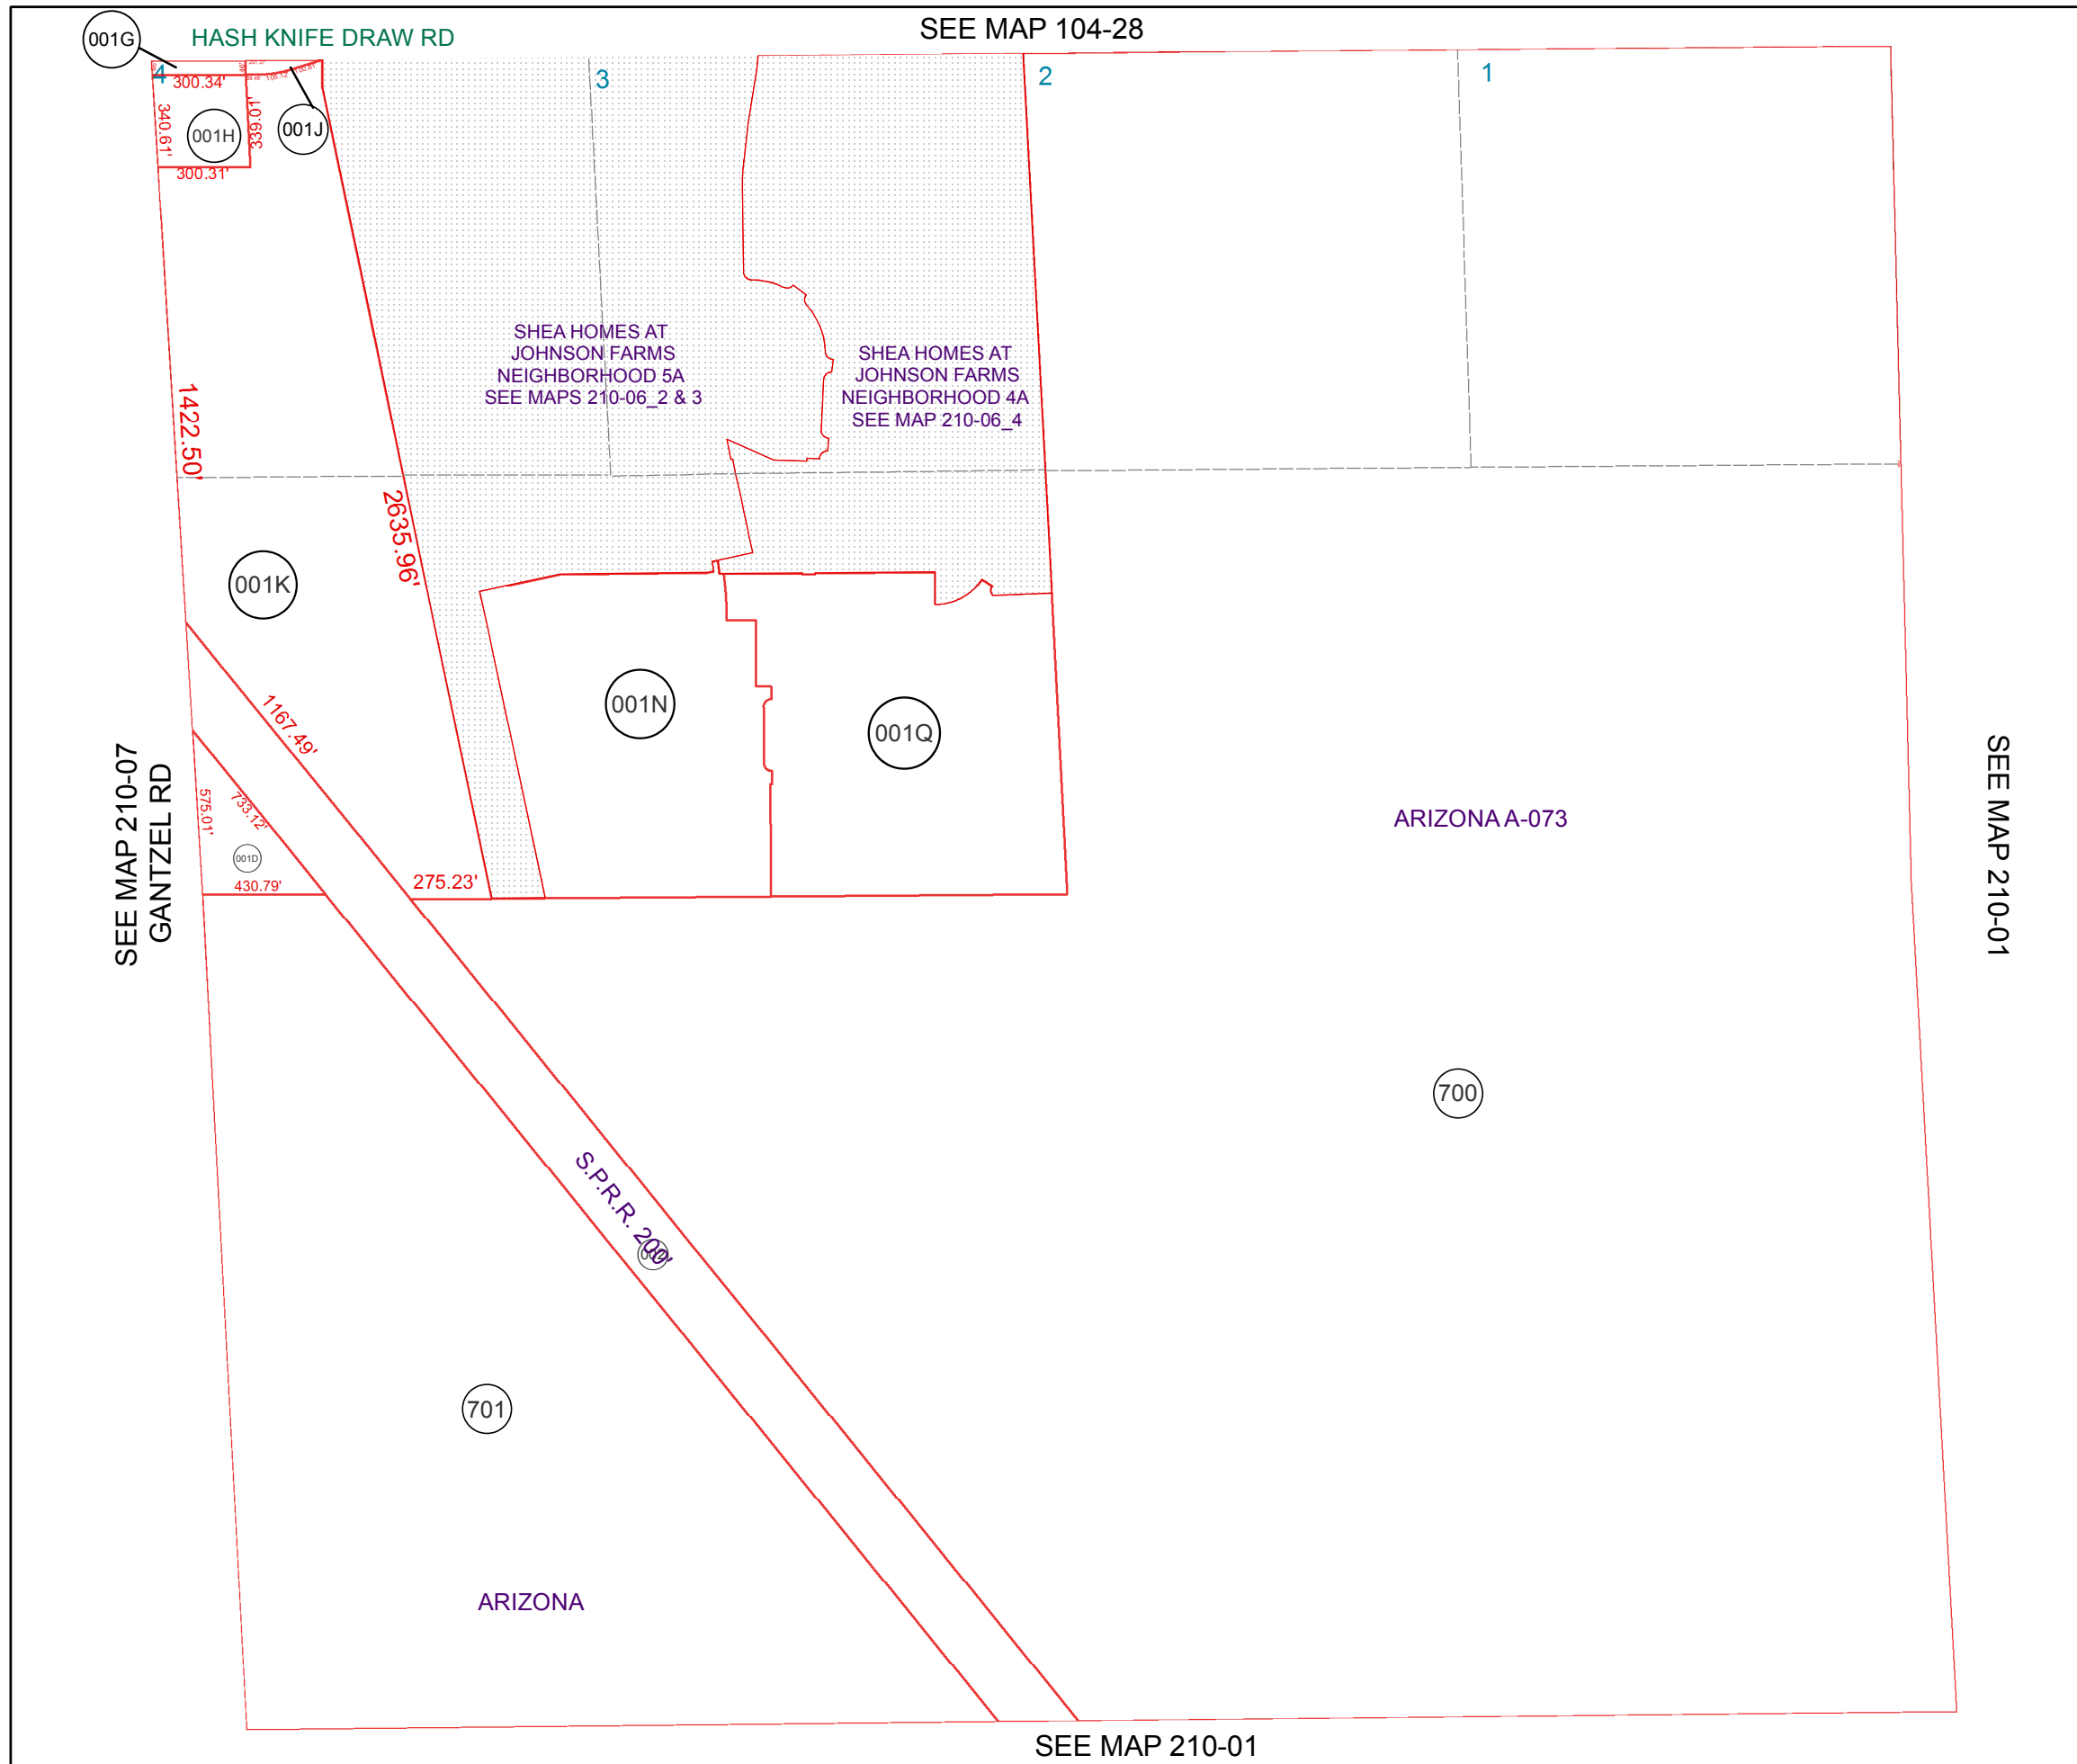 001G
HASH KNIFE DRAW RD
SEE MAP 104-28
4
300.34'
3
2
1
340.61'
001H
339.01'
001J
300.31'
SHEA HOMES AT
JOHNSON FARMS
NEIGHBORHOOD 5A
SEE MAPS 210-06_2 & 3
SHEA HOMES AT
JOHNSON FARMS
NEIGHBORHOOD 4A
SEE MAP 210-06_4
1422.50'
2635.96'
001K
001N
001Q
1167.49'
SEE MAP 210-07
GANTZEL RD
575.01'
733.12'
001D
430.79'
275.23'
ARIZONA A-073
SEE MAP 210-01
700
S.P.R.R. 200'
002
701
ARIZONA
SEE MAP 210-01